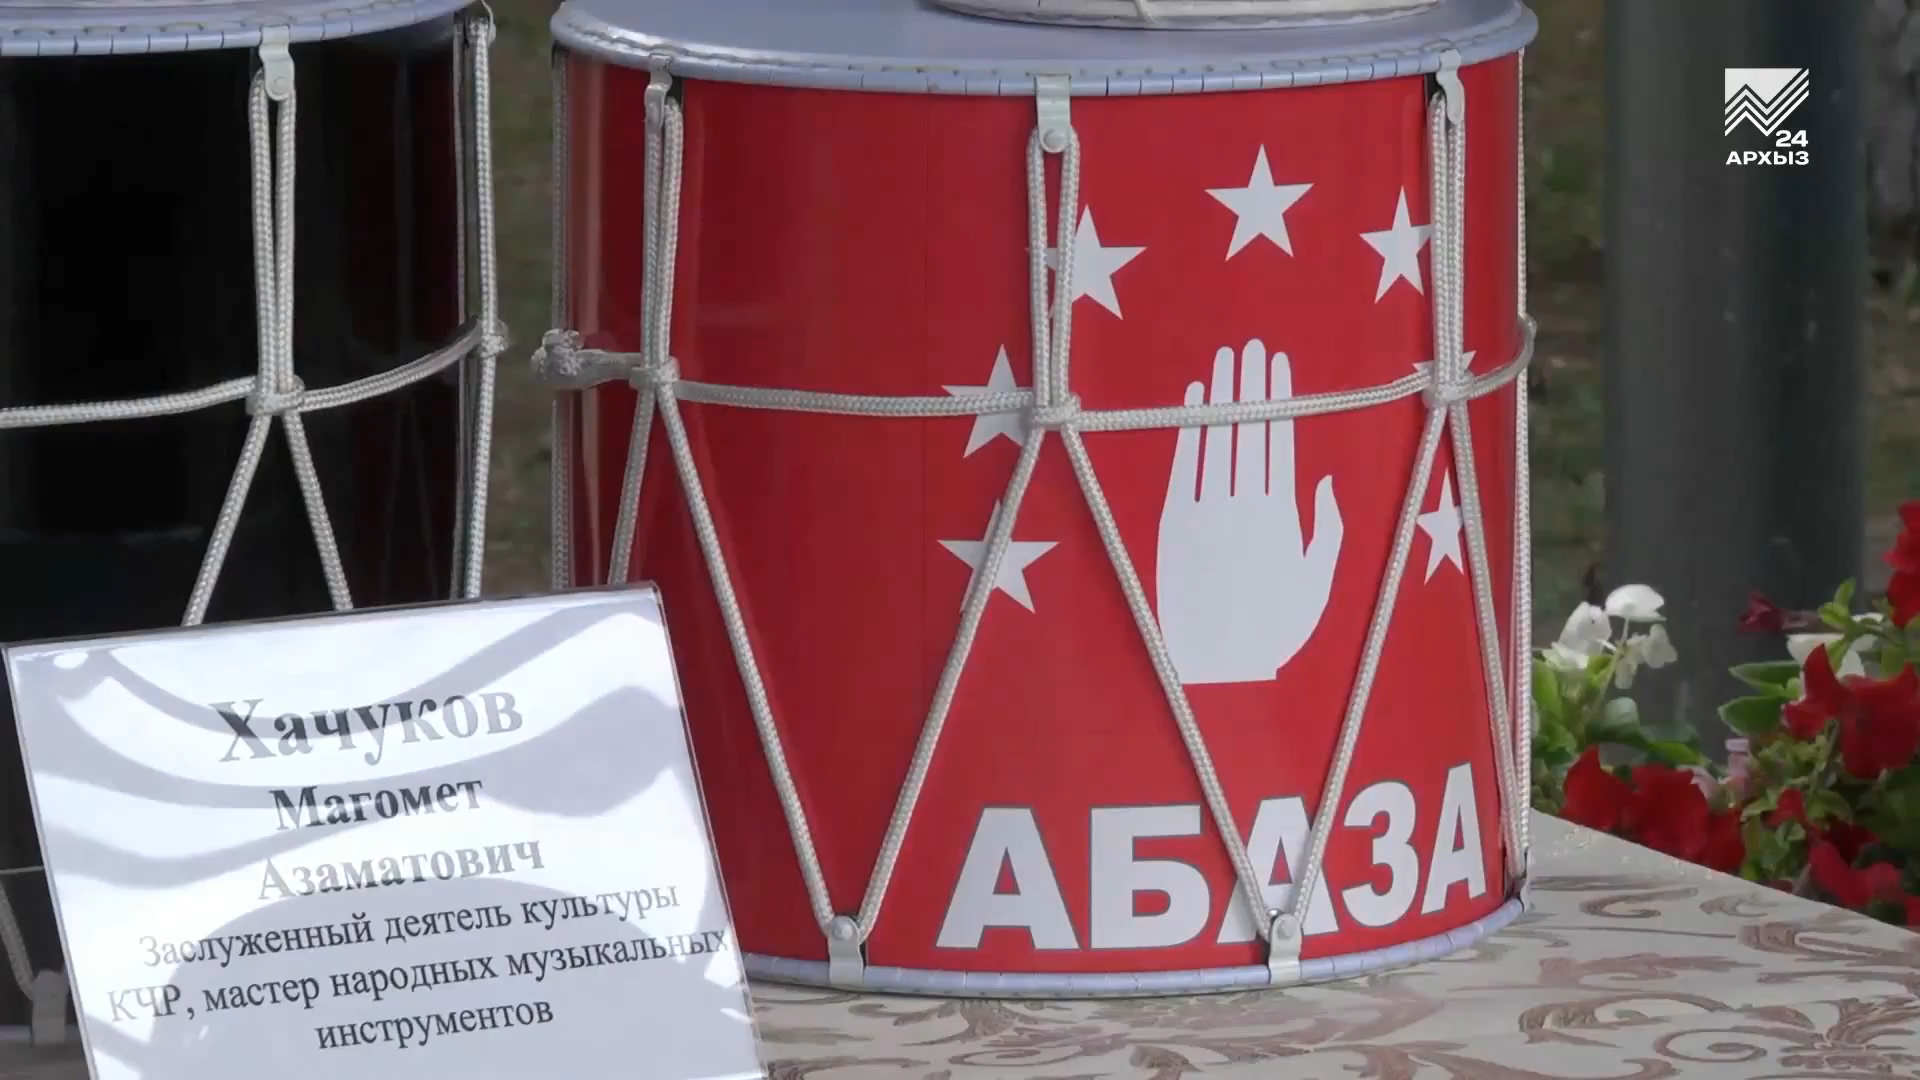 24
АРХЫЗ
АБАЗА
Хачуков
Магомет
Азаматович
Заслуженный деятель культуры
КЧР, мастер народных музыкальных
инструментов